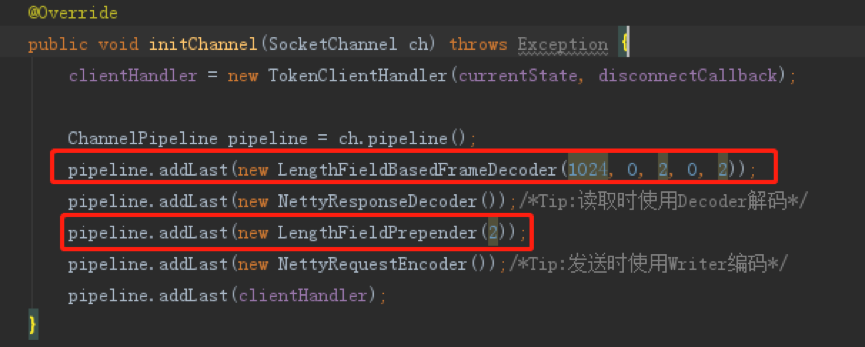 @Override
public void initChannel(SocketChannel ch) throws Exception {
clientHandler = new TokenClientHandler(currentState, disconnectCallback);
ChannelPipeline pipeline = ch.pipeline();
pipeline.addLast(new LengthFieldBasedFrameDecoder(1024, 0, 2, 0, 2));
pipeline.addLast(new NettyResponseDecoder());/*Tip:读取时使用Decoder解码*/
pipeline.addLast(new LengthFieldPrepender(2));
pipeline.addLast(new NettyRequestEncoder());/*Tip:发送时使用Writer编码*/
pipeline.addLast(clientHandler);
}